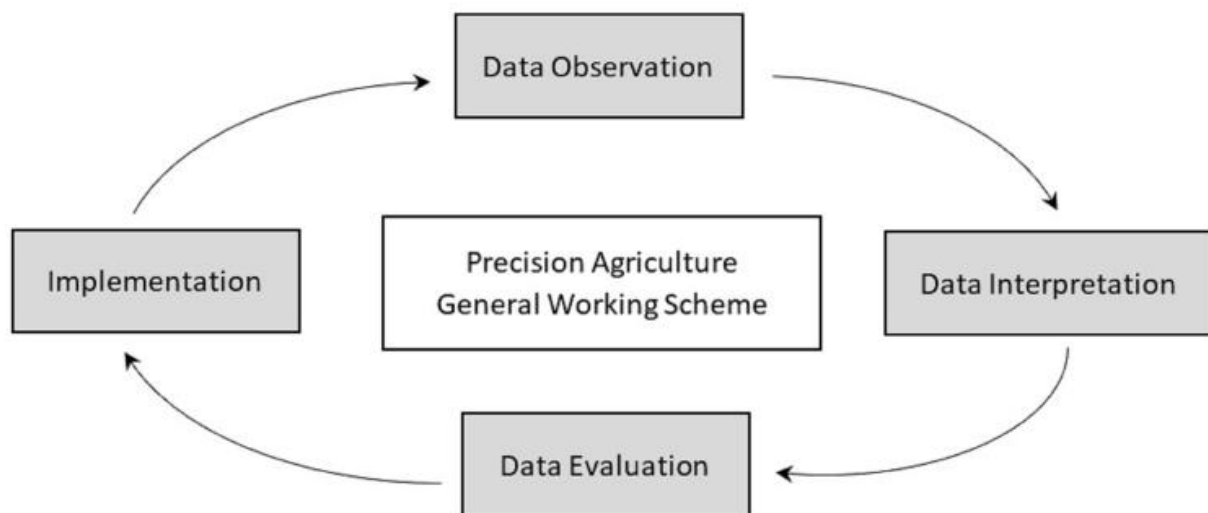 Data Observation
Implementation
Precision Agriculture
General Working Scheme
Data Interpretation
Data Evaluation